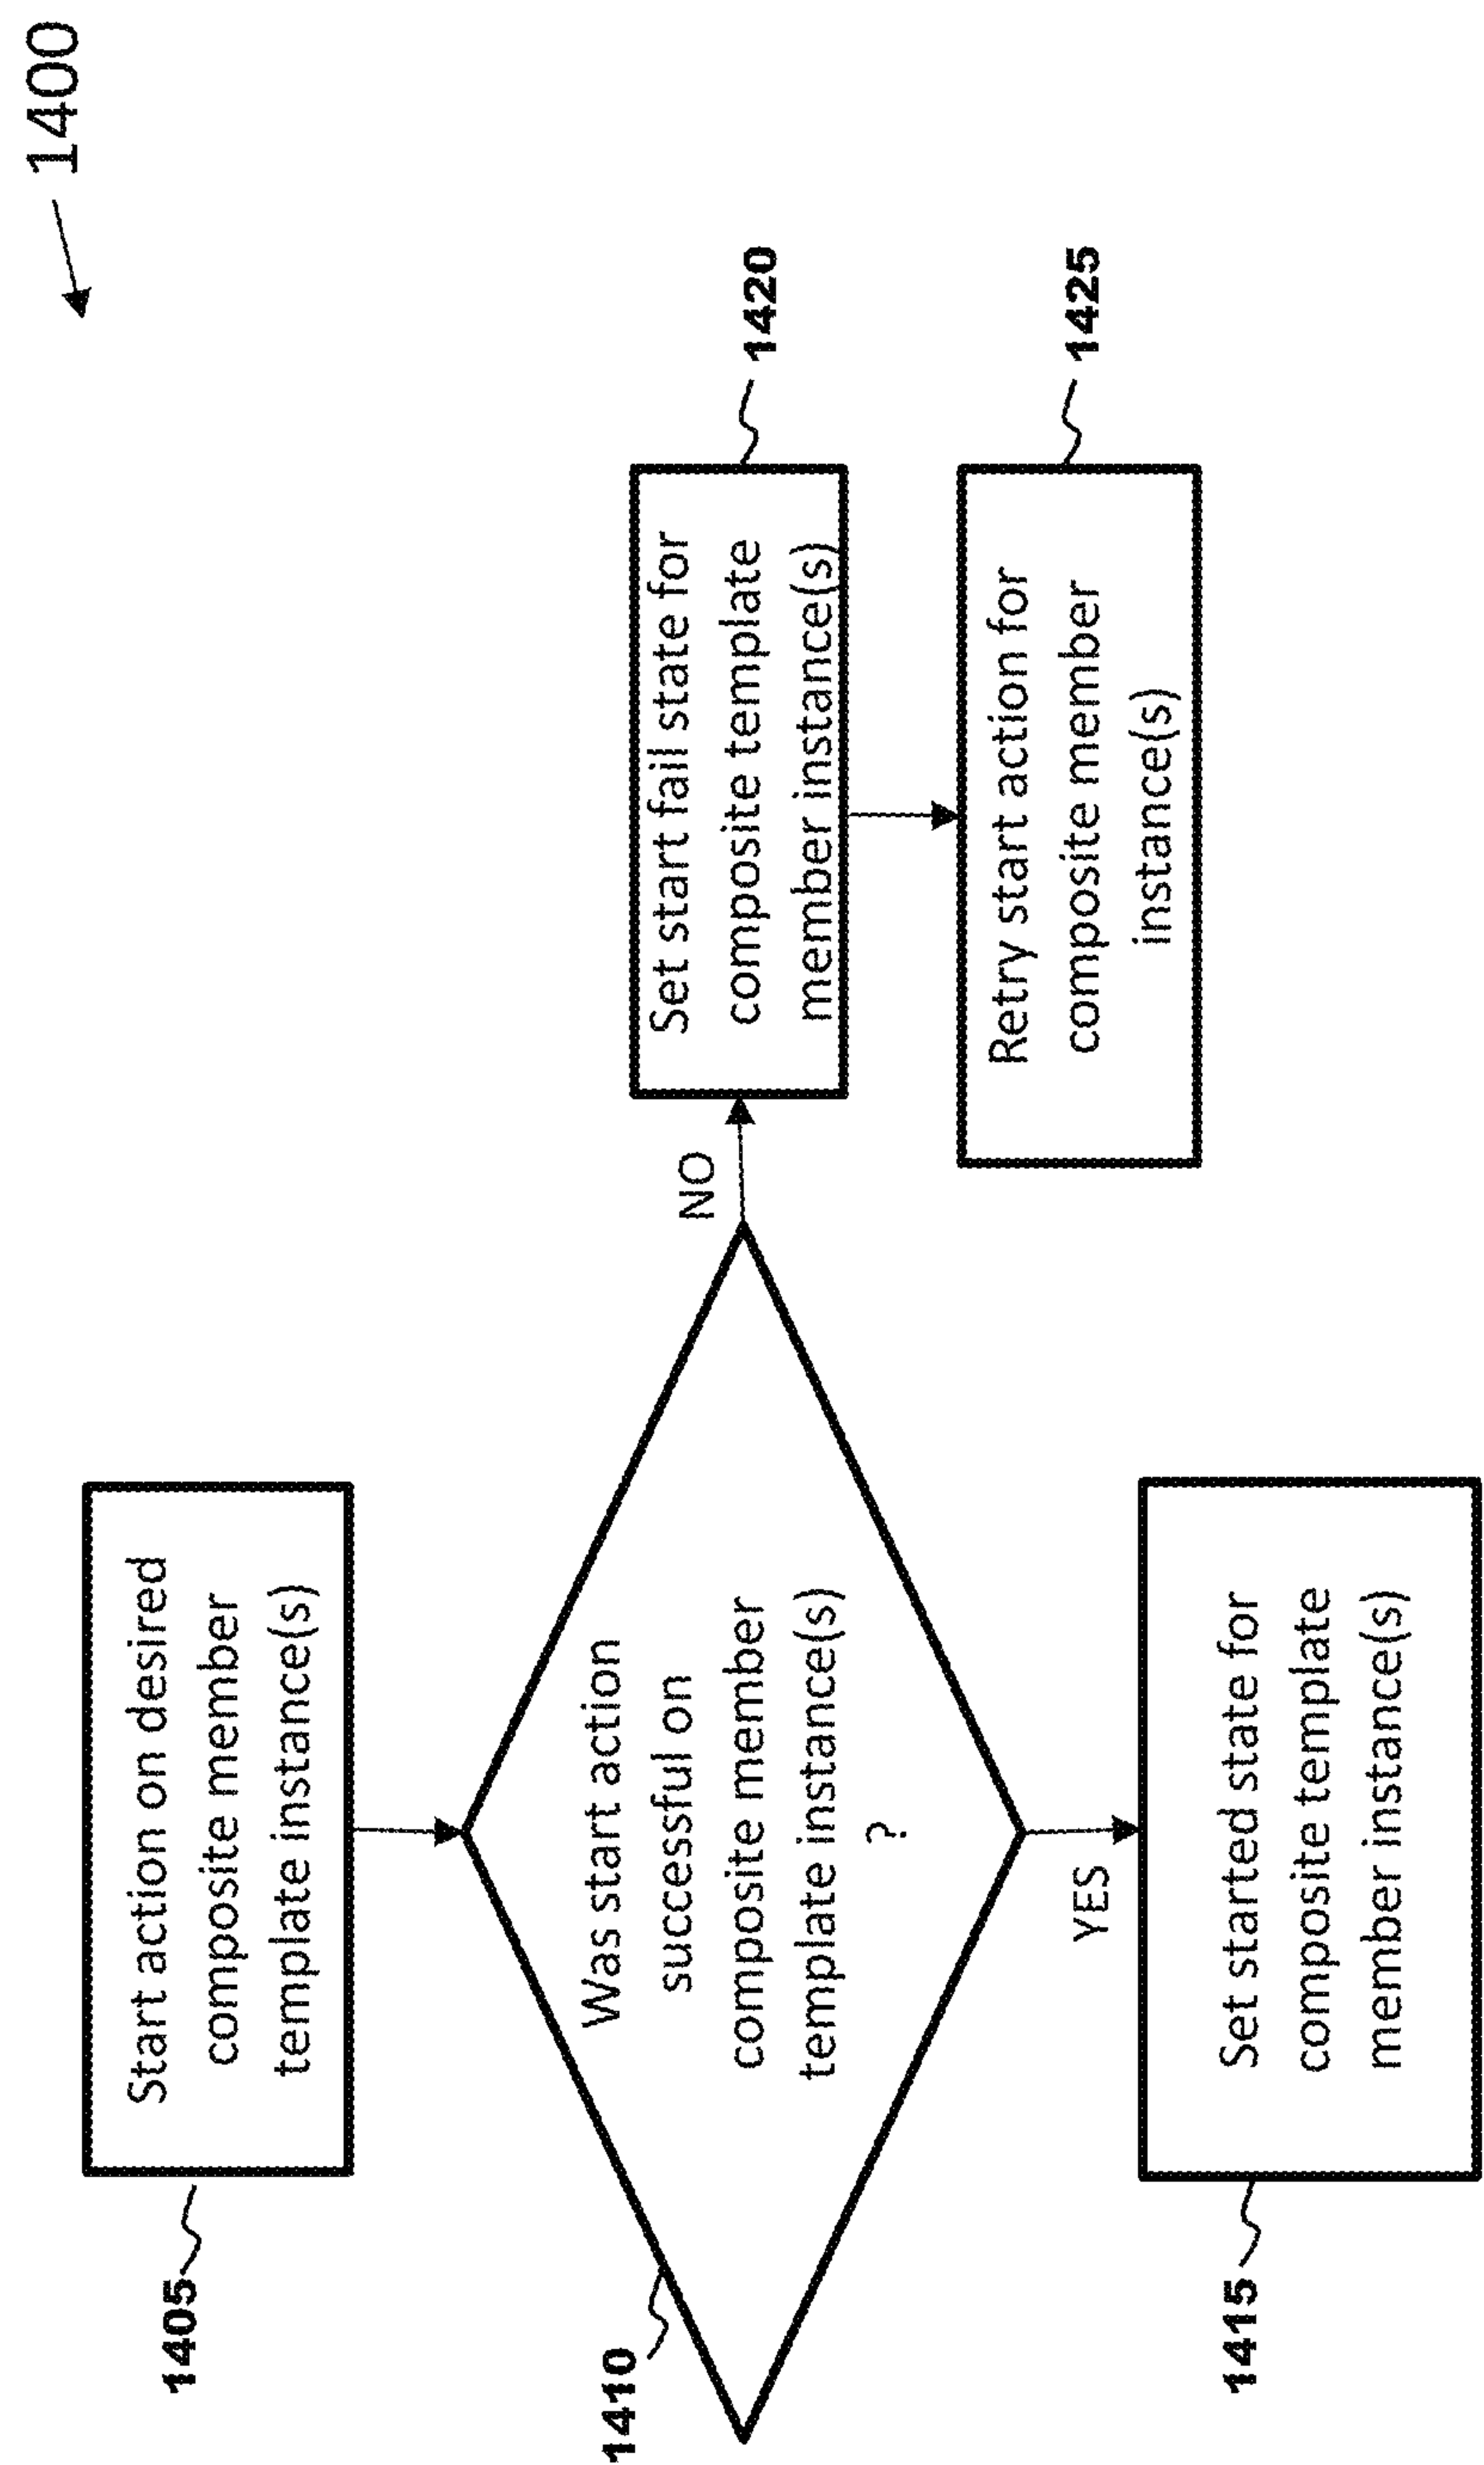 1400
1405
Start action on desired
composite member
template instance(s)
1410
Was start action
successful on
composite member
template instance(s)
?
NO
Set start fail state for
composite template
member instance(s)
1420
Retry start action for
composite member
instance(s)
1425
YES
1415
Set started state for
composite template
member instance(s)